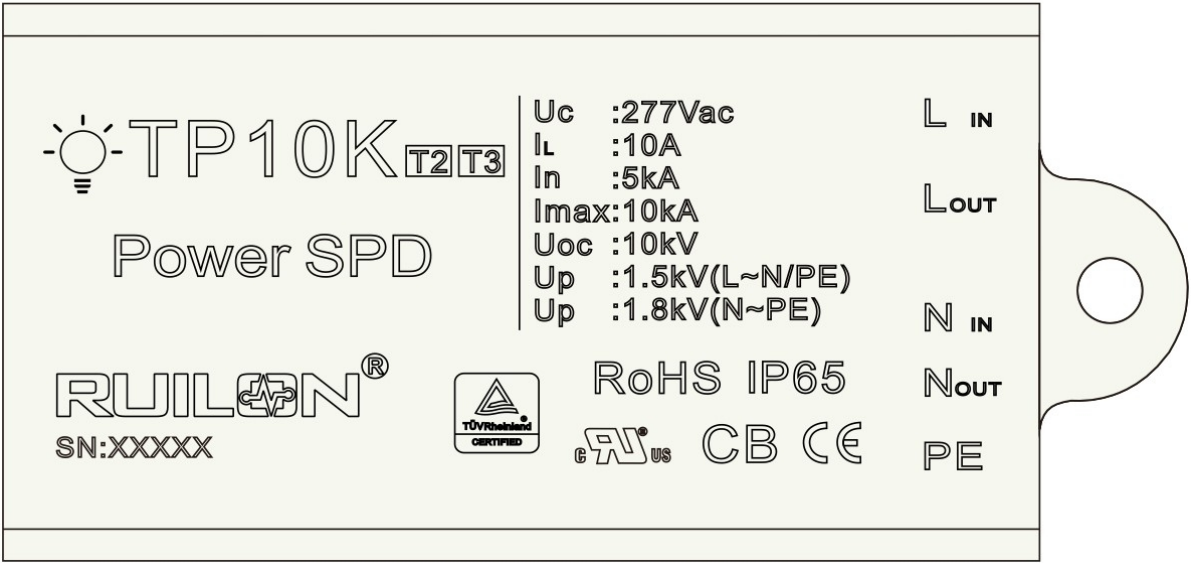 TP10K T2 T3
Power SPD
Uc :277Vac
IL :10A
In :5kA
Imax:10kA
Uoc :10kV
Up :1.5kV(L~N/PE)
Up :1.8kV(N~PE)
RUILON®
SN:XXXXX
TÜVRheinland®
CERTIFIED
RoHS IP65
c RU® US CB CE
L IN
L OUT
N IN
N OUT
PE